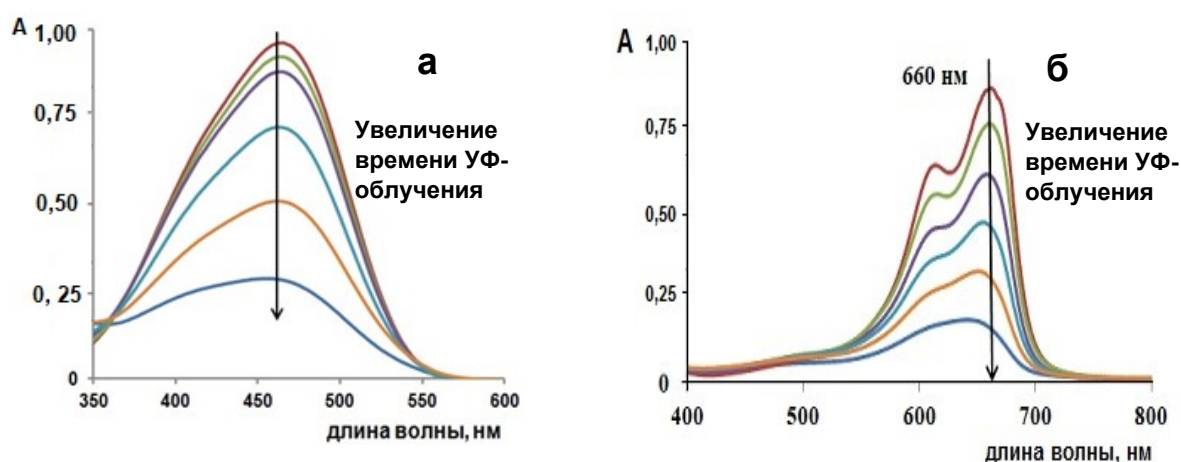 А 1,00
0,75
0,50
0,25
0
350 400 450 500 550 600
длина волны, нм
а
Увеличение
времени УФ-
облучения
А 1,00
0,75
0,50
0,25
0
400 500 600 700 800
длина волны, нм
660 нм
б
Увеличение
времени УФ-
облучения